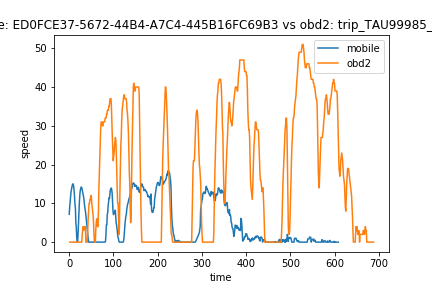 e: ED0FCE37-5672-44B4-A7C4-445B16FC69B3 vs obd2: trip_TAU99985_
mobile
obd2
50
40
30
20
10
0
speed
0 100 200 300 400 500 600 700
time